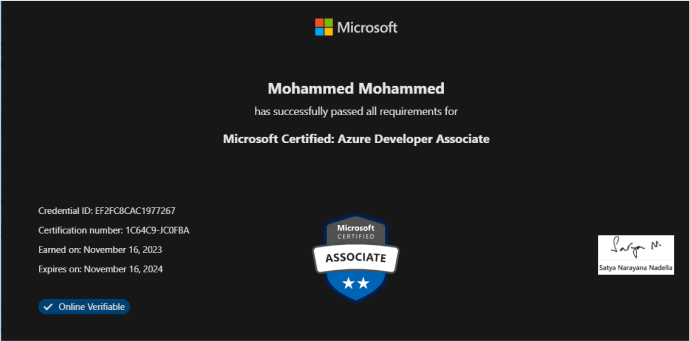 Microsoft
Mohammed Mohammed
has successfully passed all requirements for
Microsoft Certified: Azure Developer Associate
Credential ID: EF2FC8CAC1977267
Certification number: 1C64C9-JC0FBA
Earned on: November 16, 2023
Expires on: November 16, 2024
Online Verifiable
Microsoft
CERTIFIED
ASSOCIATE
Satya N.
Satya Narayana Nadella